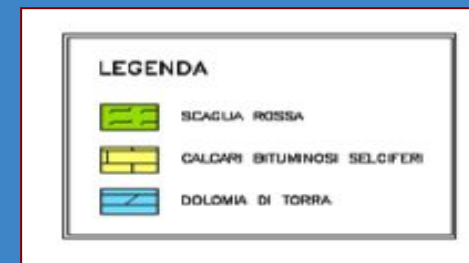 LEGENDA
SCAGLIA ROSSA
CALCARI BITUMINOSI SELCIFERI
DOLOMIA DI TORRA